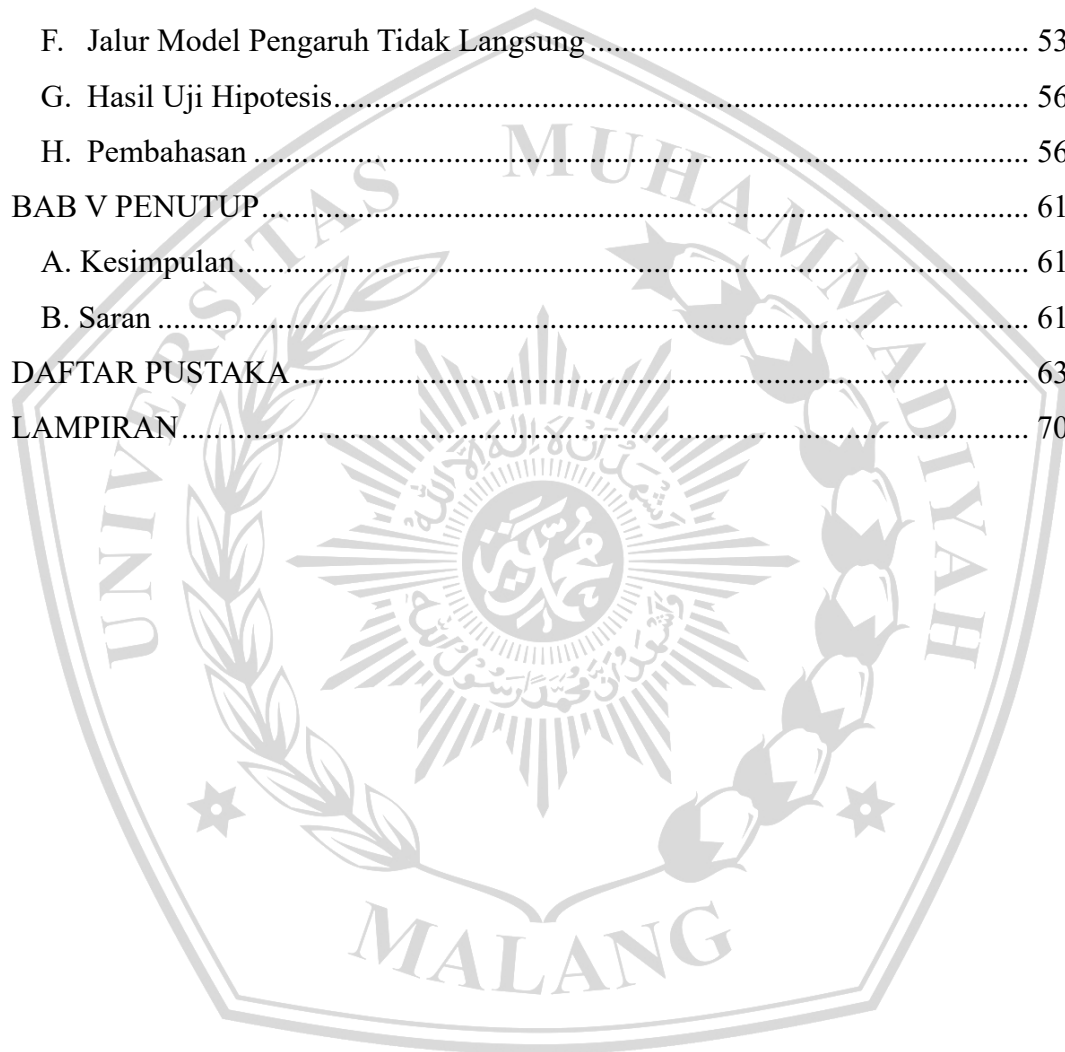 F. Jalur Model Pengaruh Tidak Langsung ........................................................ 53
G. Hasil Uji Hipotesis........................................................................................ 56
H. Pembahasan .................................................................................................. 56
BAB V PENUTUP................................................................................................. 61
A. Kesimpulan.................................................................................................... 61
B. Saran .............................................................................................................. 61
DAFTAR PUSTAKA ............................................................................................. 63
LAMPIRAN........................................................................................................... 70
UNIVERSITAS MUHAMMADIYAH
MALANG